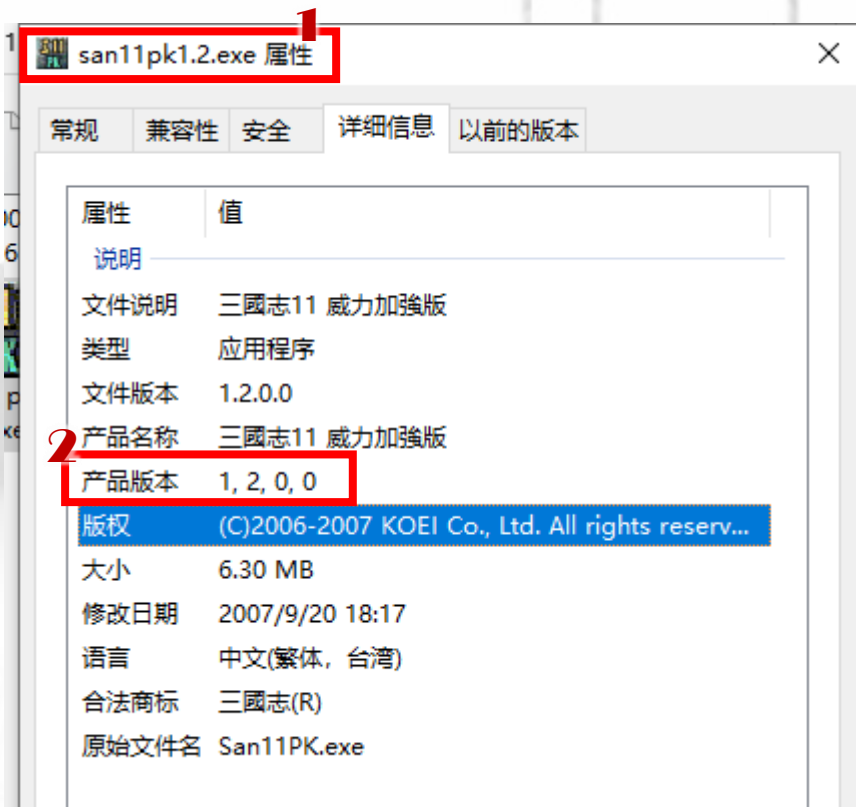 1
san11pk1.2.exe 属性
常规 兼容性 安全 详细信息 以前的版本
属性 值
说明
文件说明 三國志11 威力加強版
类型 应用程序
文件版本 1.2.0.0
产品名称 三國志11 威力加強版
2
产品版本 1, 2, 0, 0
版权 (C)2006-2007 KOEI Co., Ltd. All rights reserv...
大小 6.30 MB
修改日期 2007/9/20 18:17
语言 中文(繁体，台湾)
合法商标 三國志(R)
原始文件名 San11PK.exe